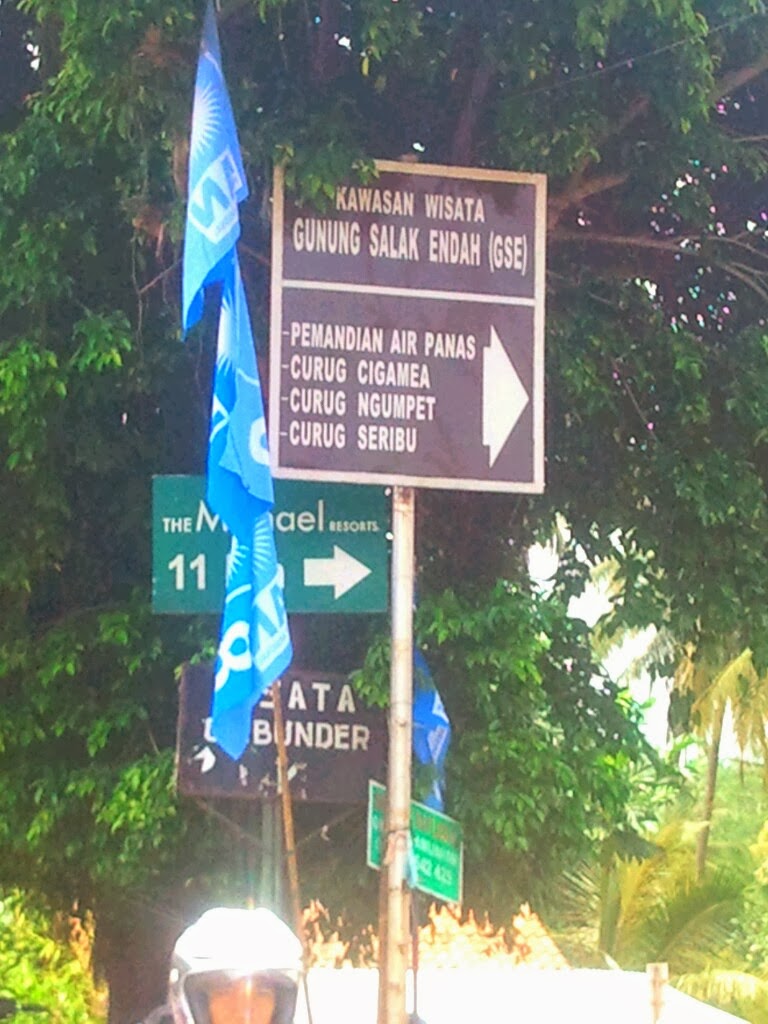 KAWASAN WISATA
GUNUNG SALAK ENDAH (GSE)
-PEMANDIAN AIR PANAS
-CURUG CIGAMEA
-CURUG NGUMPET
-CURUG SERIBU
THE RESORTS
11
BUNDER